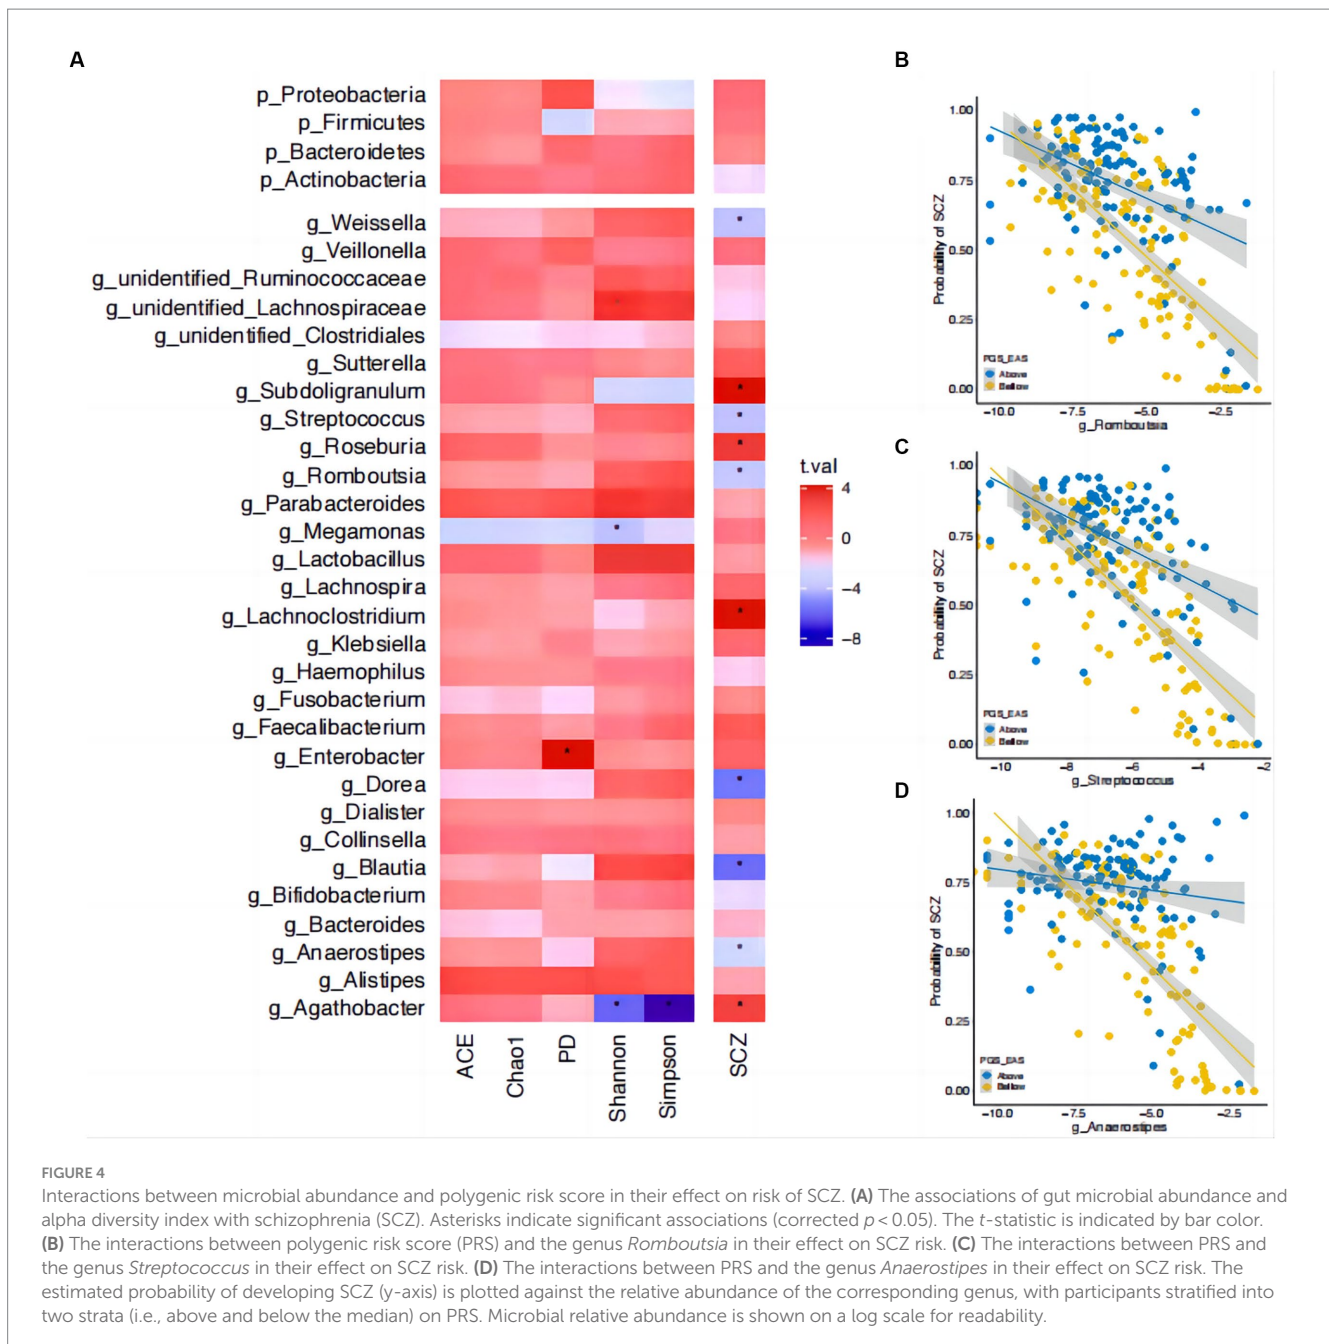 A
p_Proteobacteria
p_Firmicutes
p_Bacteroidetes
p_Actinobacteria
g_Weissella
g_Veillonella
g_unidentified_Ruminococcaceae
g_unidentified_Lachnospiraceae
g_unidentified_Clostridiales
g_Sutterella
g_Subdoligranulum
g_Streptococcus
g_Roseburia
g_Romboutsia
g_Parabacteroides
g_Megamonas
g_Lactobacillus
g_Lachnospira
g_Lachnoclostridium
g_Klebsiella
g_Haemophilus
g_Fusobacterium
g_Faecalibacterium
g_Enterobacter
g_Dorea
g_Dialister
g_Collinsella
g_Blautia
g_Bifidobacterium
g_Bacteroides
g_Anaerostipes
g_Alistipes
g_Agathobacter
ACE
Chao1
PD
Shannon
Simpson
SCZ
t.val
4
0
−4
−8
B
Probability of SCZ
1.00
0.75
0.50
0.25
0.00
PGS_EAS
Above
Bellow
−10.0 −7.5 −5.0 −2.5
g_Romboutsia
C
Probability of SCZ
1.00
0.75
0.50
0.25
0.00
PGS_EAS
Above
Bellow
−10 −8 −6 −4 −2
g_Streptococcus
D
Probability of SCZ
1.00
0.75
0.50
0.25
0.00
PGS_EAS
Above
Bellow
−10.0 −7.5 −5.0 −2.5
g_Anaerostipes
FIGURE 4
Interactions between microbial abundance and polygenic risk score in their effect on risk of SCZ. (A) The associations of gut microbial abundance and
alpha diversity index with schizophrenia (SCZ). Asterisks indicate significant associations (corrected p < 0.05). The t-statistic is indicated by bar color.
(B) The interactions between polygenic risk score (PRS) and the genus Romboutsia in their effect on SCZ risk. (C) The interactions between PRS and
the genus Streptococcus in their effect on SCZ risk. (D) The interactions between PRS and the genus Anaerostipes in their effect on SCZ risk. The
estimated probability of developing SCZ (y-axis) is plotted against the relative abundance of the corresponding genus, with participants stratified into
two strata (i.e., above and below the median) on PRS. Microbial relative abundance is shown on a log scale for readability.